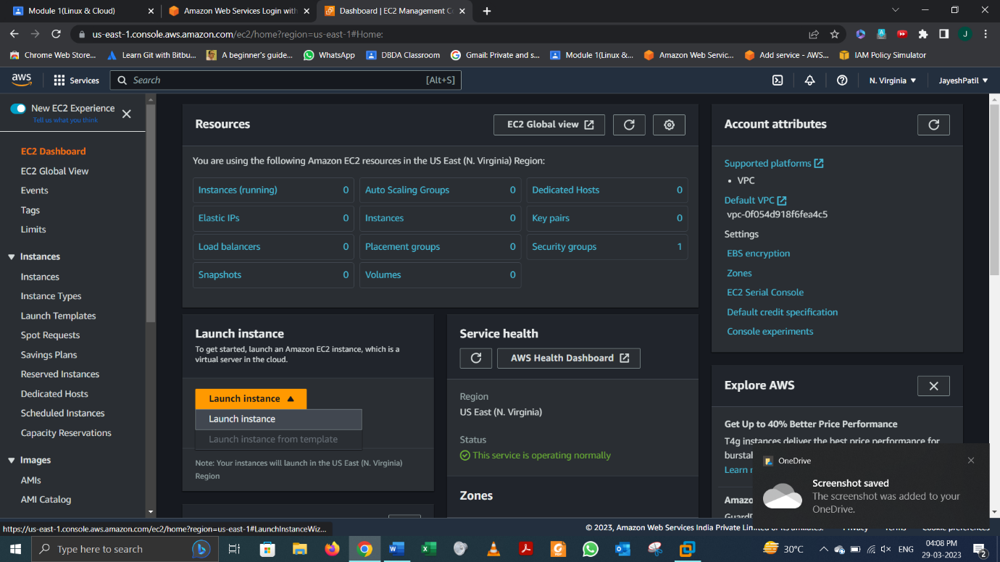 Module 1(Linux & Cloud)
Amazon Web Services Login with
Dashboard | EC2 Management C
us-east-1.console.aws.amazon.com/ec2/home?region=us-east-1#Home:
J
Chrome Web Store...
Learn Git with Bitbu...
A beginner's guide...
WhatsApp
DBDA Classroom
Gmail: Private and s...
Module 1(Linux &...
Amazon Web Servic...
Add service - AWS...
IAM Policy Simulator
aws
Services
Search
[Alt+S]
N. Virginia
JayeshPatil
New EC2 Experience
Tell us what you think
EC2 Dashboard
EC2 Global View
Events
Tags
Limits
Instances
Instances
Instance Types
Launch Templates
Spot Requests
Savings Plans
Reserved Instances
Dedicated Hosts
Scheduled Instances
Capacity Reservations
Images
AMIs
AMI Catalog
Resources
EC2 Global view
You are using the following Amazon EC2 resources in the US East (N. Virginia) Region:
Instances (running) 0
Auto Scaling Groups 0
Dedicated Hosts 0
Elastic IPs 0
Instances 0
Key pairs 0
Load balancers 0
Placement groups 0
Security groups 1
Snapshots 0
Volumes 0
Launch instance
To get started, launch an Amazon EC2 instance, which is a
virtual server in the cloud.
Launch instance
Launch instance
Launch instance from template
Note: Your instances will launch in the US East (N. Virginia)
Region
Service health
AWS Health Dashboard
Region
US East (N. Virginia)
Status
This service is operating normally
Zones
Account attributes
Supported platforms
• VPC
Default VPC
vpc-0f054d918f6fea4c5
Settings
EBS encryption
Zones
EC2 Serial Console
Default credit specification
Console experiments
Explore AWS
Get Up to 40% Better Price Performance
T4g instances deliver the best price performance for
burstal
Learn
Amazo
OneDrive
Screenshot saved
The screenshot was added to your
OneDrive.
https://us-east-1.console.aws.amazon.com/ec2/home?region=us-east-1#LaunchInstanceWiz...
© 2023, Amazon Web Services India Private Limited or its affiliates.
Privacy
Terms
Cookie preferences
Type here to search
30°C
ENG
04:08 PM
29-03-2023
2